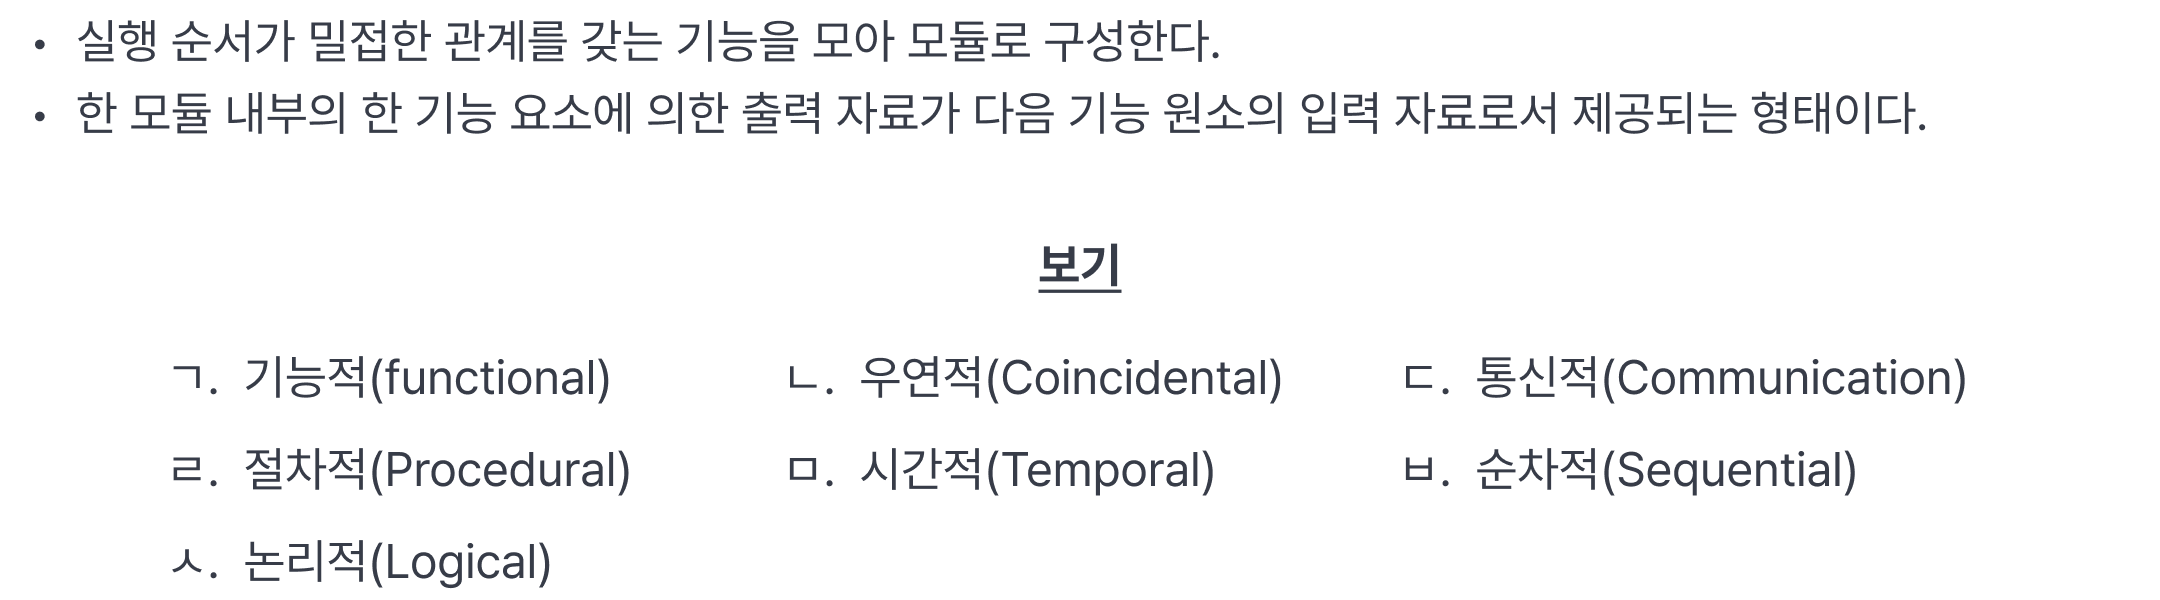 • 실행 순서가 밀접한 관계를 갖는 기능을 모아 모듈로 구성한다.
• 한 모듈 내부의 한 기능 요소에 의한 출력 자료가 다음 기능 원소의 입력 자료로서 제공되는 형태이다.
보기
ㄱ. 기능적(functional) ㄴ. 우연적(Coincidental) ㄷ. 통신적(Communication)
ㄹ. 절차적(Procedural) ㅁ. 시간적(Temporal) ㅂ. 순차적(Sequential)
ㅅ. 논리적(Logical)